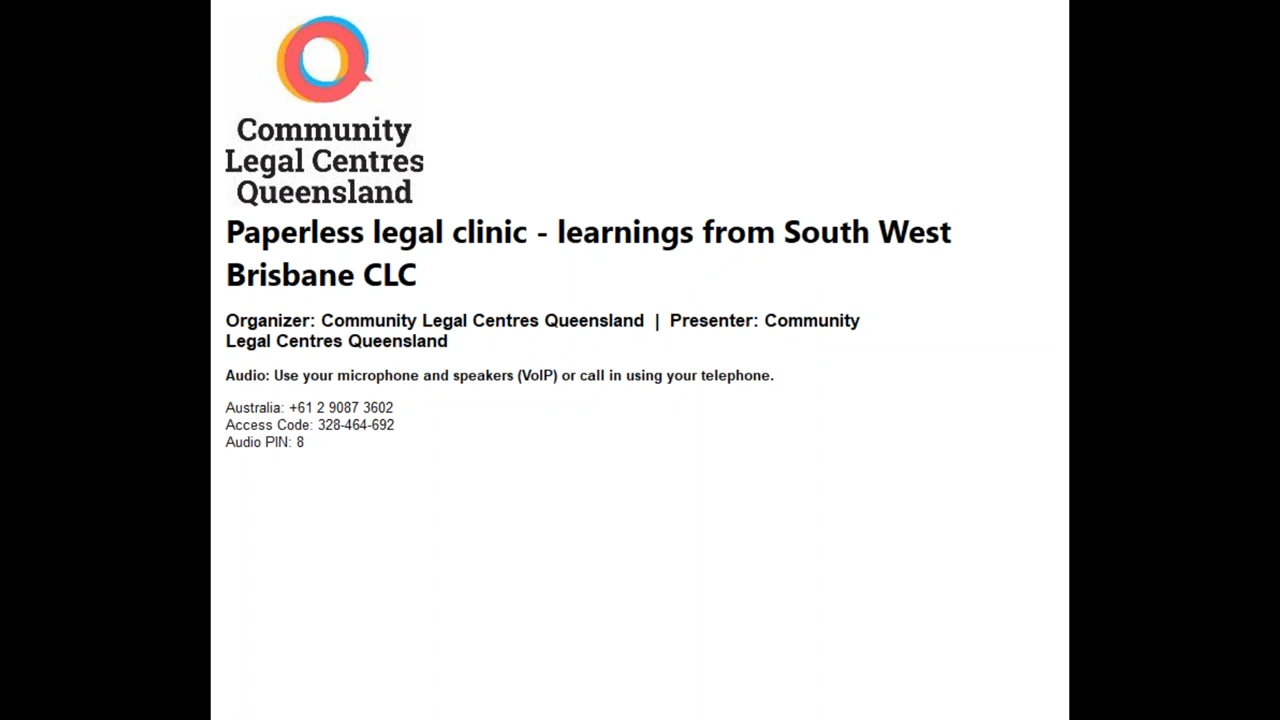 Community
Legal Centres
Queensland
Paperless legal clinic - learnings from South West
Brisbane CLC
Organizer: Community Legal Centres Queensland | Presenter: Community
Legal Centres Queensland
Audio: Use your microphone and speakers (VoIP) or call in using your telephone.
Australia: +61 2 9087 3602
Access Code: 328-464-692
Audio PIN: 8